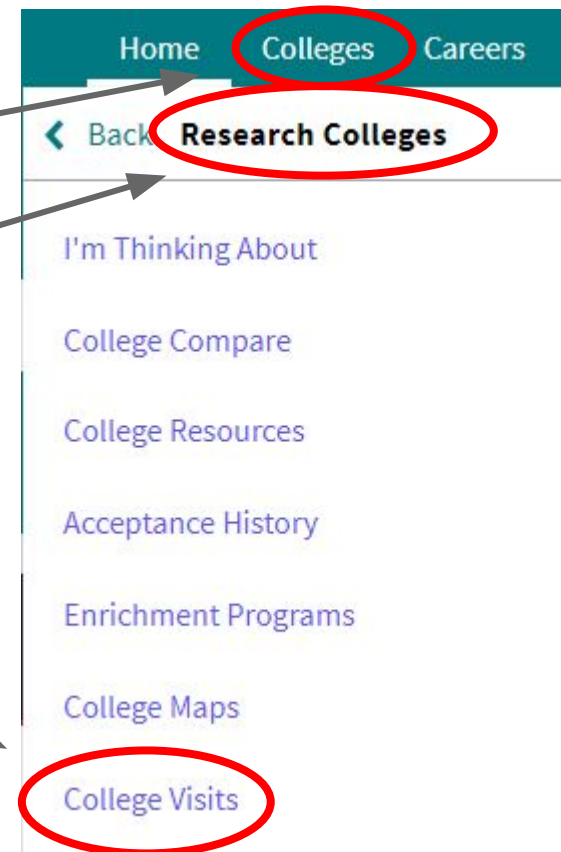 Home Colleges Careers
Back Research Colleges
I'm Thinking About
College Compare
College Resources
Acceptance History
Enrichment Programs
College Maps
College Visits